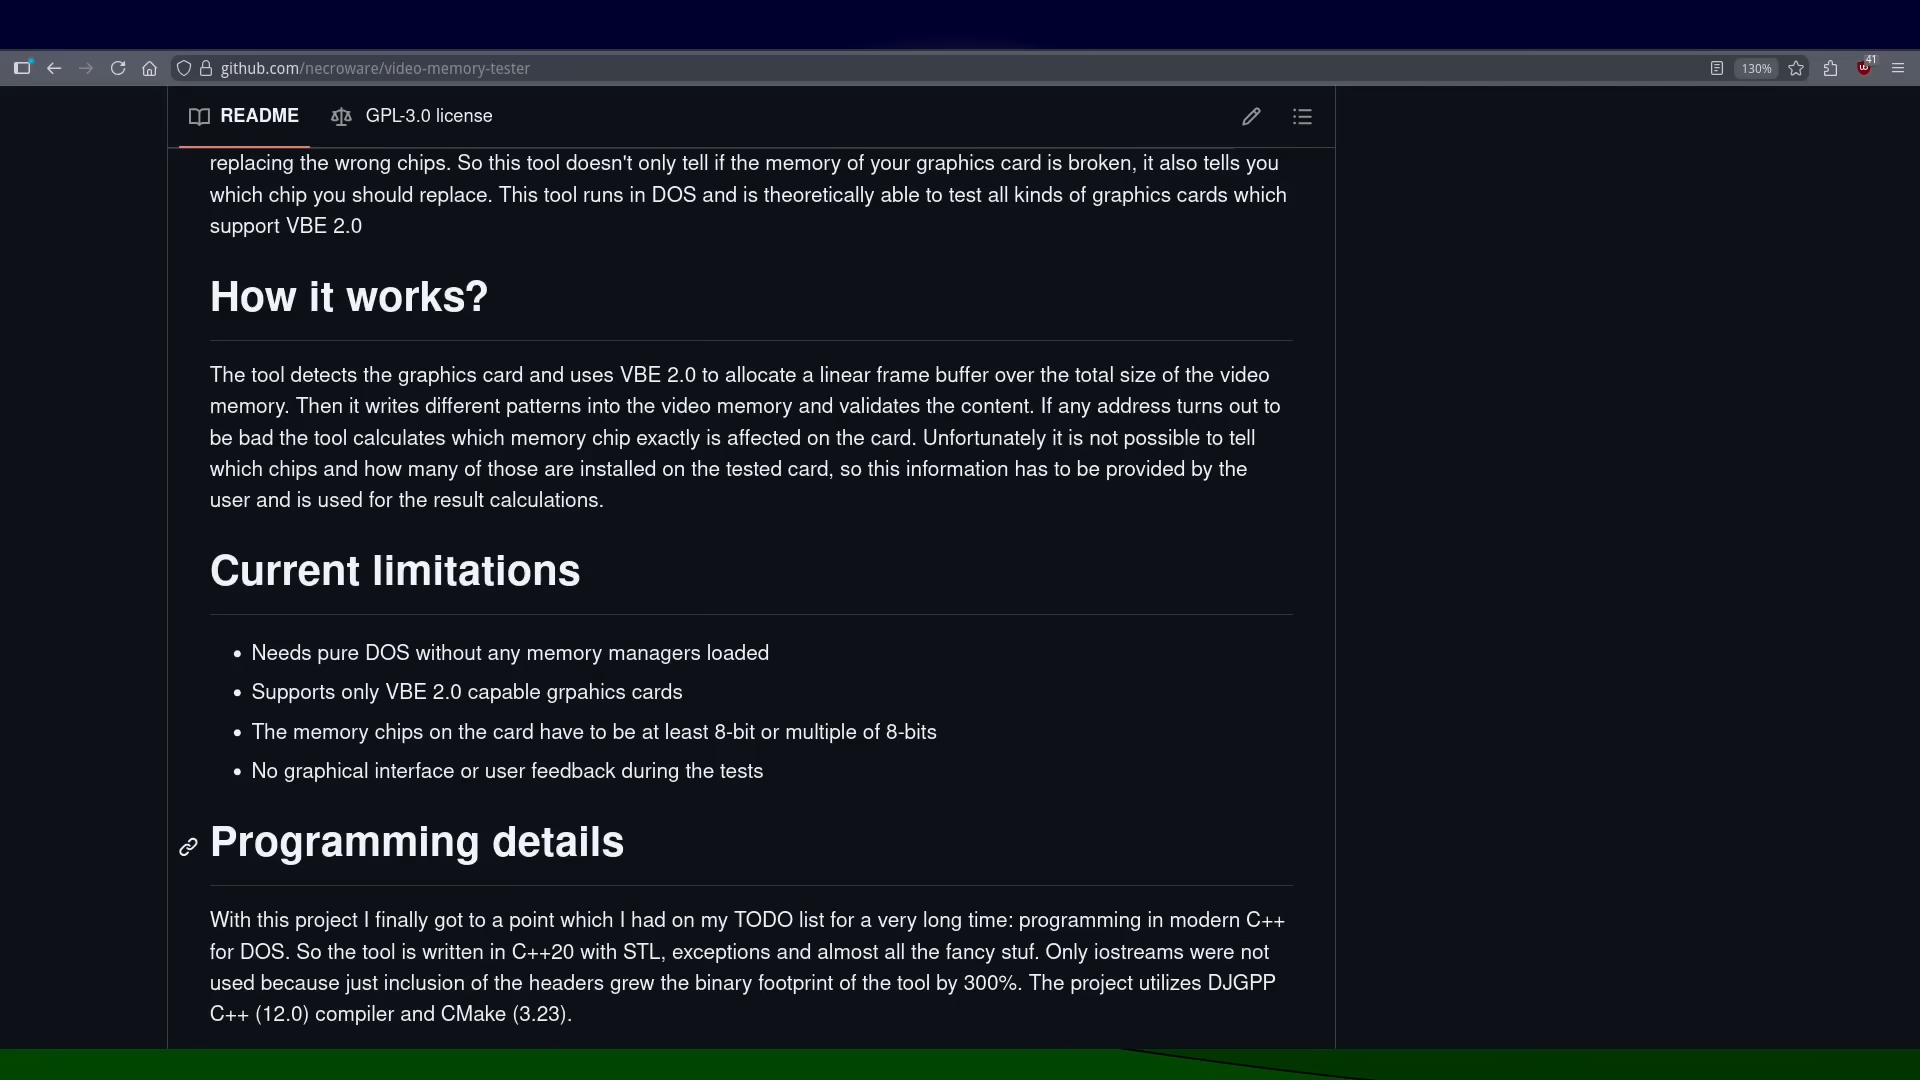 github.com/necroware/video-memory-tester
130%
41
README
GPL-3.0 license
replacing the wrong chips. So this tool doesn't only tell if the memory of your graphics card is broken, it also tells you
which chip you should replace. This tool runs in DOS and is theoretically able to test all kinds of graphics cards which
support VBE 2.0
How it works?
The tool detects the graphics card and uses VBE 2.0 to allocate a linear frame buffer over the total size of the video
memory. Then it writes different patterns into the video memory and validates the content. If any address turns out to
be bad the tool calculates which memory chip exactly is affected on the card. Unfortunately it is not possible to tell
which chips and how many of those are installed on the tested card, so this information has to be provided by the
user and is used for the result calculations.
Current limitations
• Needs pure DOS without any memory managers loaded
• Supports only VBE 2.0 capable grpahics cards
• The memory chips on the card have to be at least 8-bit or multiple of 8-bits
• No graphical interface or user feedback during the tests
Programming details
With this project I finally got to a point which I had on my TODO list for a very long time: programming in modern C++
for DOS. So the tool is written in C++20 with STL, exceptions and almost all the fancy stuf. Only iostreams were not
used because just inclusion of the headers grew the binary footprint of the tool by 300%. The project utilizes DJGPP
C++ (12.0) compiler and CMake (3.23).